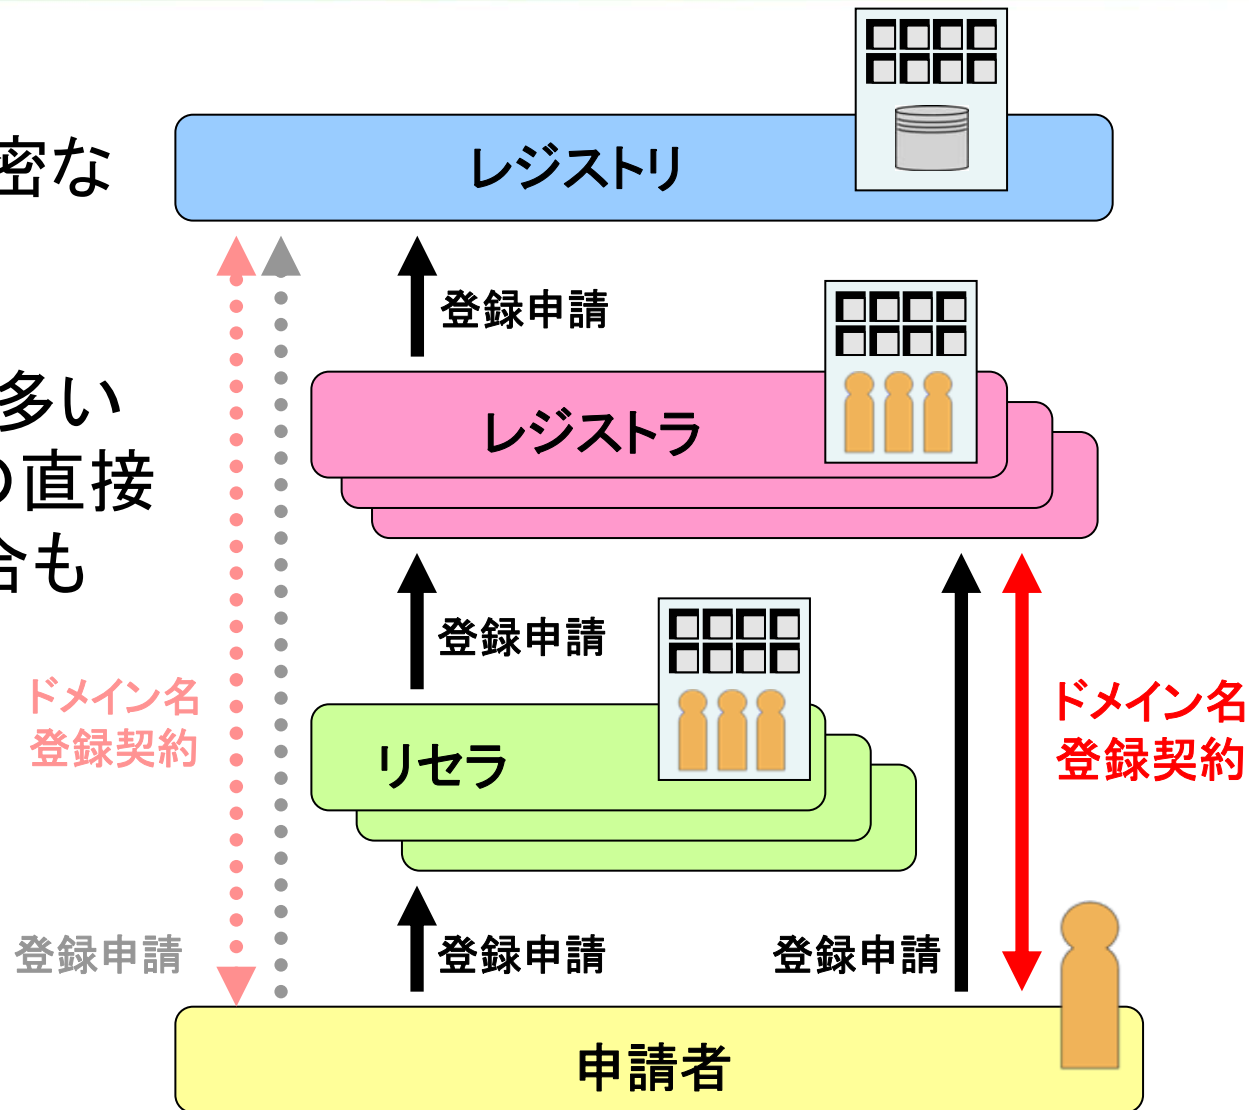 密な
レジストリ
登録申請
多い
の直接
合も
レジストラ
登録申請
ドメイン名
登録契約
リセラ
ドメイン名
登録契約
登録申請
登録申請
登録申請
申請者